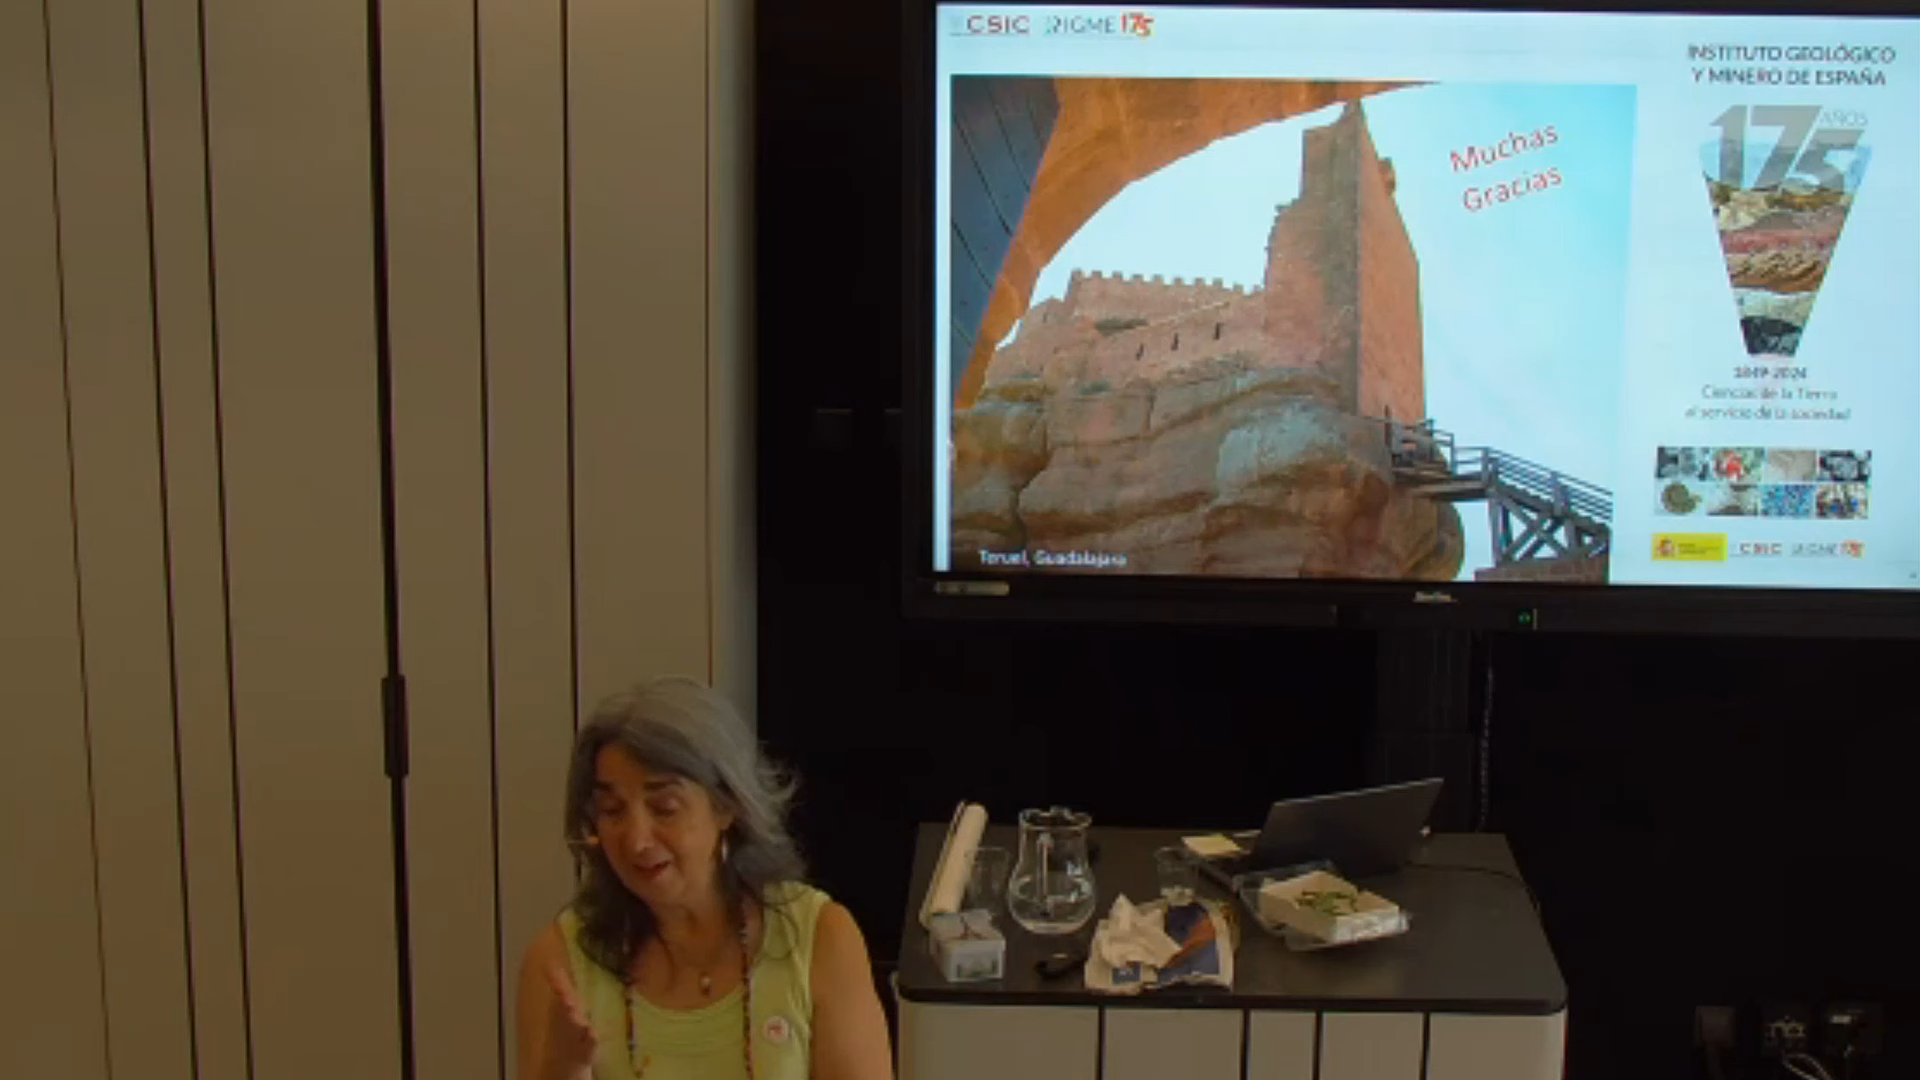 CSIC IGME 175
INSTITUTO GEOLÓGICO
Y MINERO DE ESPAÑA
175
AÑOS
Muchas
Gracias
1849-2024
Ciencias de la Tierra
al servicio de la sociedad
Teruel, Guadalajara
CSIC IGME 175